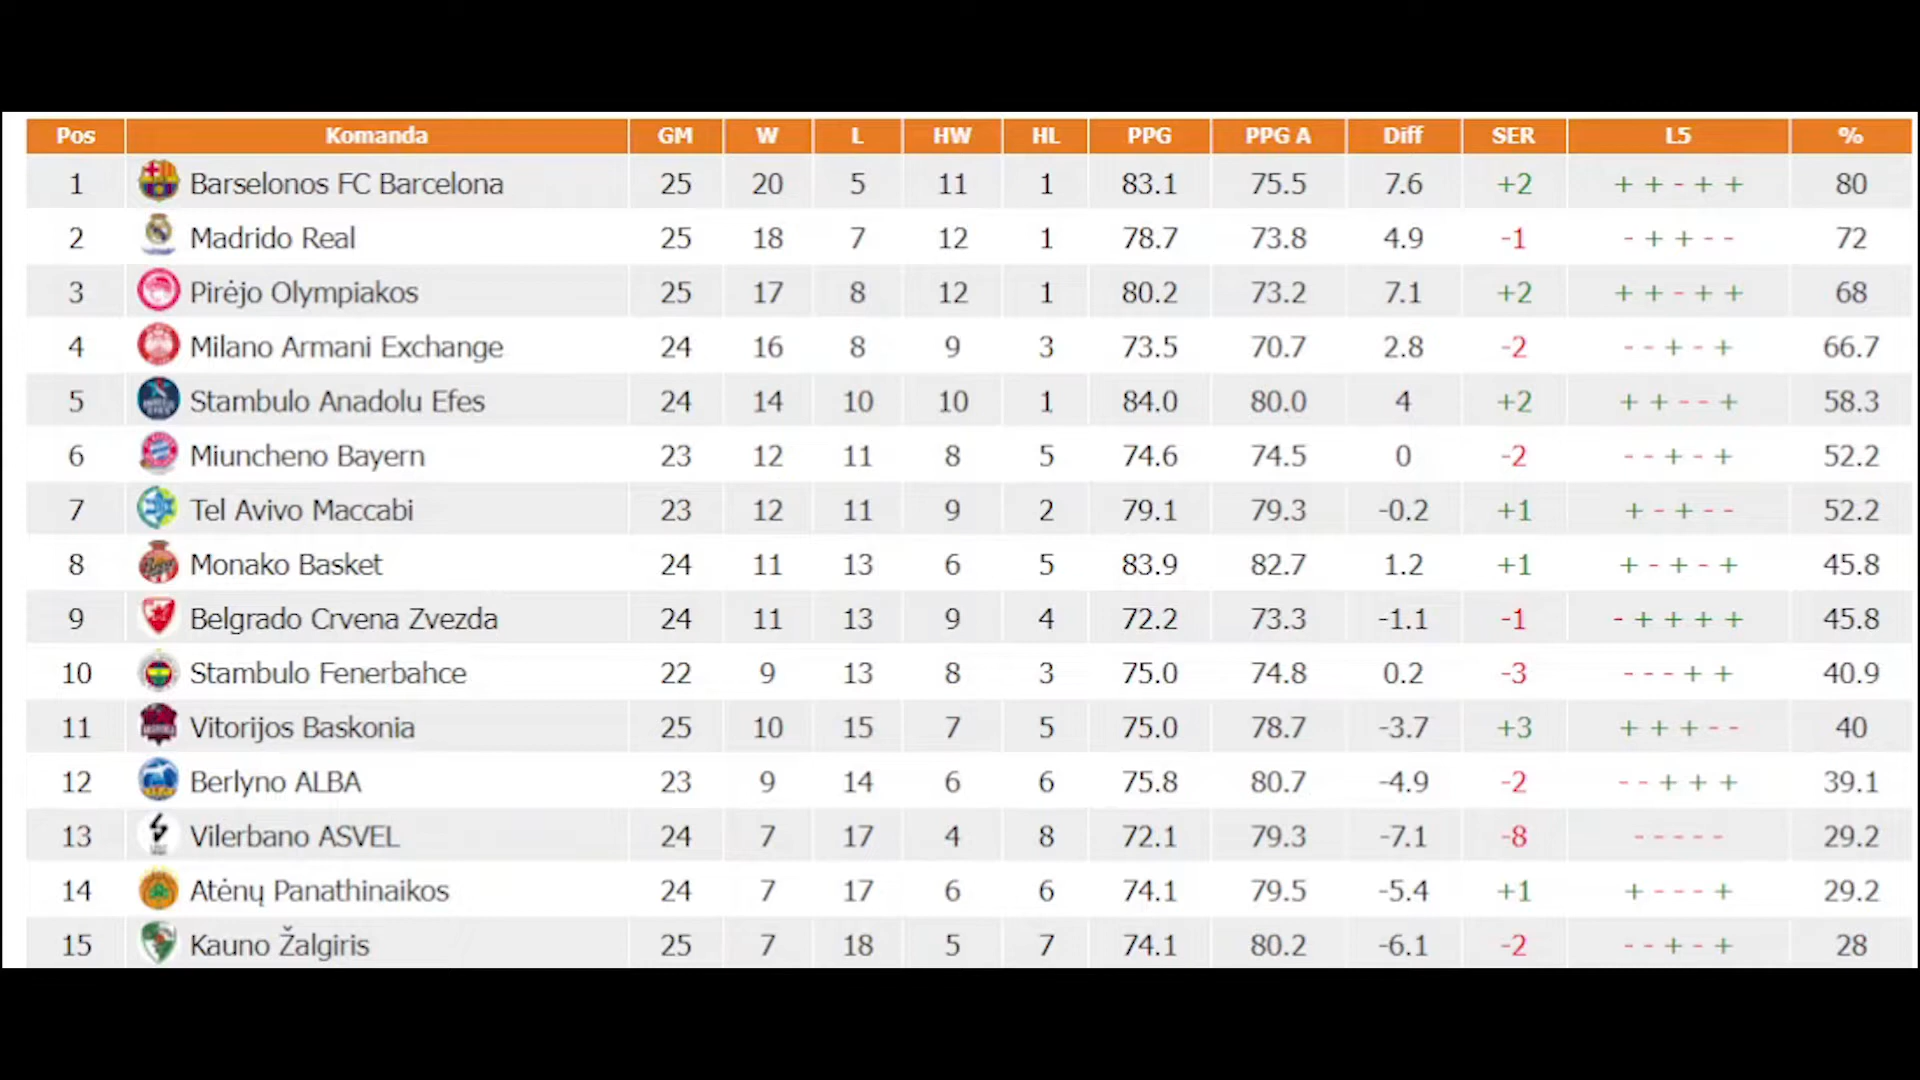 Pos Komanda GM W L HW HL PPG PPG A Diff SER L5 %
1 Barselonos FC Barcelona 25 20 5 11 1 83.1 75.5 7.6 +2 + + - + + 80
2 Madrido Real 25 18 7 12 1 78.7 73.8 4.9 -1 - + + - - 72
3 Pirėjo Olympiakos 25 17 8 12 1 80.2 73.2 7.1 +2 + + - + + 68
4 Milano Armani Exchange 24 16 8 9 3 73.5 70.7 2.8 -2 - - + - + 66.7
5 Stambulo Anadolu Efes 24 14 10 10 1 84.0 80.0 4 +2 + + - - + 58.3
6 Miuncheno Bayern 23 12 11 8 5 74.6 74.5 0 -2 - - + - + 52.2
7 Tel Avivo Maccabi 23 12 11 9 2 79.1 79.3 -0.2 +1 + - + - - 52.2
8 Monako Basket 24 11 13 6 5 83.9 82.7 1.2 +1 + - + - + 45.8
9 Belgrado Crvena Zvezda 24 11 13 9 4 72.2 73.3 -1.1 -1 - + + + + 45.8
10 Stambulo Fenerbahce 22 9 13 8 3 75.0 74.8 0.2 -3 - - - + + 40.9
11 Vitorijos Baskonia 25 10 15 7 5 75.0 78.7 -3.7 +3 + + + - - 40
12 Berlyno ALBA 23 9 14 6 6 75.8 80.7 -4.9 -2 - - + + + 39.1
13 Vilerbano ASVEL 24 7 17 4 8 72.1 79.3 -7.1 -8 - - - - - 29.2
14 Atėnų Panathinaikos 24 7 17 6 6 74.1 79.5 -5.4 +1 + - - - + 29.2
15 Kauno Žalgiris 25 7 18 5 7 74.1 80.2 -6.1 -2 - - + - + 28